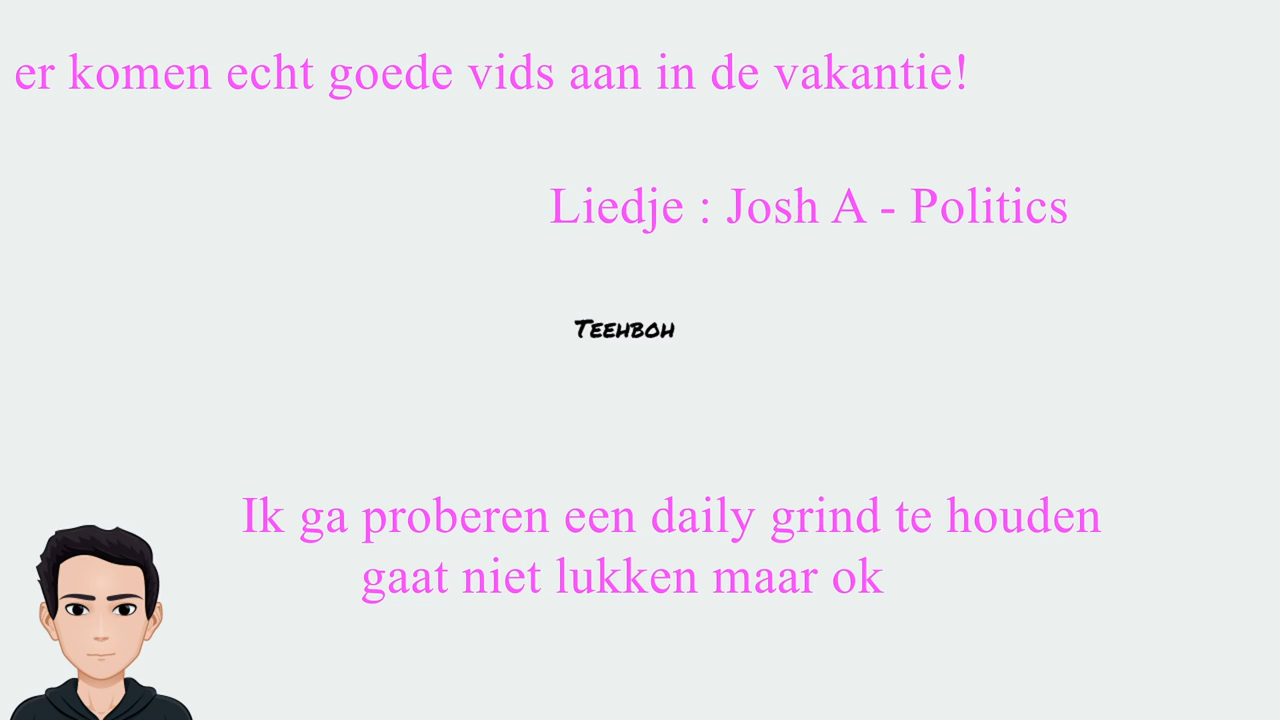 er komen echt goede vids aan in de vakantie!
Liedje : Josh A - Politics
Teehboh
Ik ga proberen een daily grind te houden
gaat niet lukken maar ok